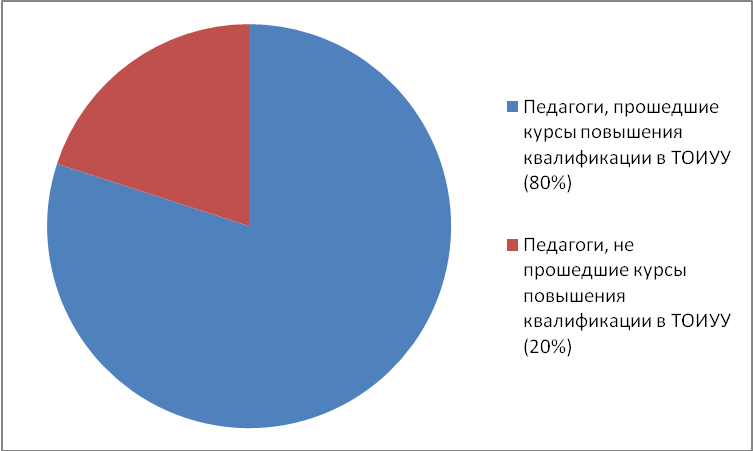 Педагоги, прошедшие
курсы повышения
квалификации в ТОИУУ
(80%)
Педагоги, не
прошедшие курсы
повышения
квалификации в ТОИУУ
(20%)